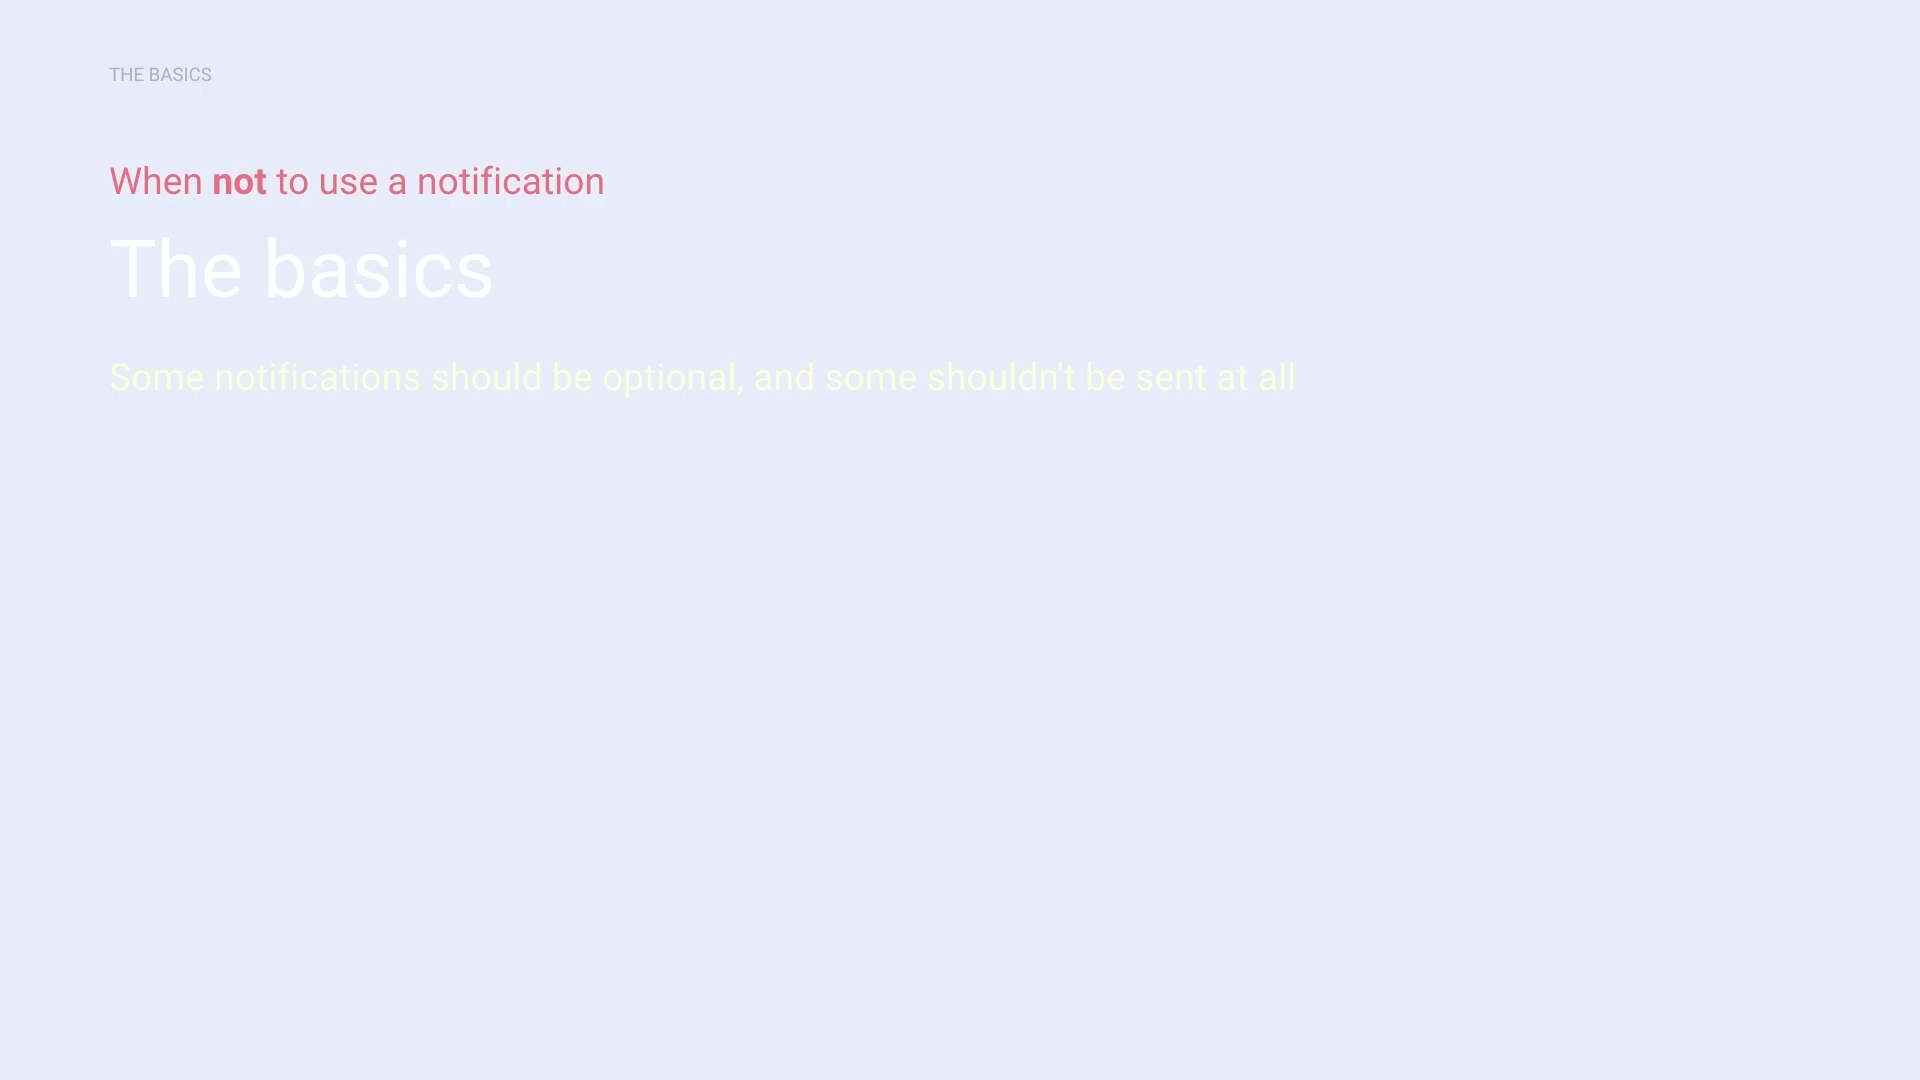 THE BASICS
When not to use a notification
The basics
Some notifications should be optional, and some shouldn't be sent at all